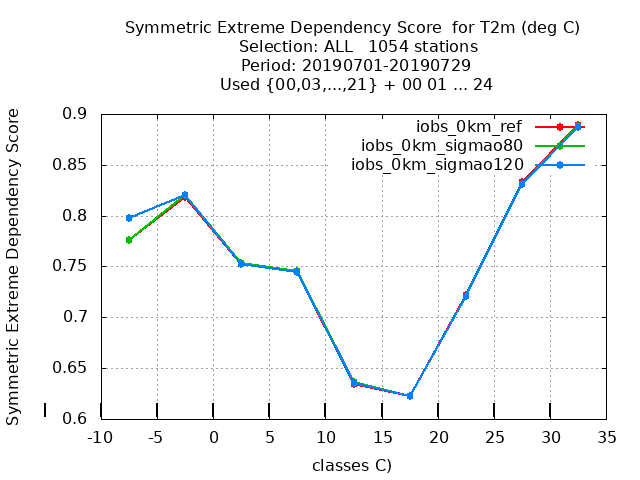 Symmetric Extreme Dependency Score  for T2m (deg C)
Selection: ALL   1054 stations
Period: 20190701-20190729
Used {00,03,...,21} + 00 01 ... 24
Symmetric Extreme Dependency Score
0.9
0.85
0.8
0.75
0.7
0.65
0.6
iobs_0km_ref
iobs_0km_sigmao80
iobs_0km_sigmao120
-10 -5 0 5 10 15 20 25 30 35
classes C)